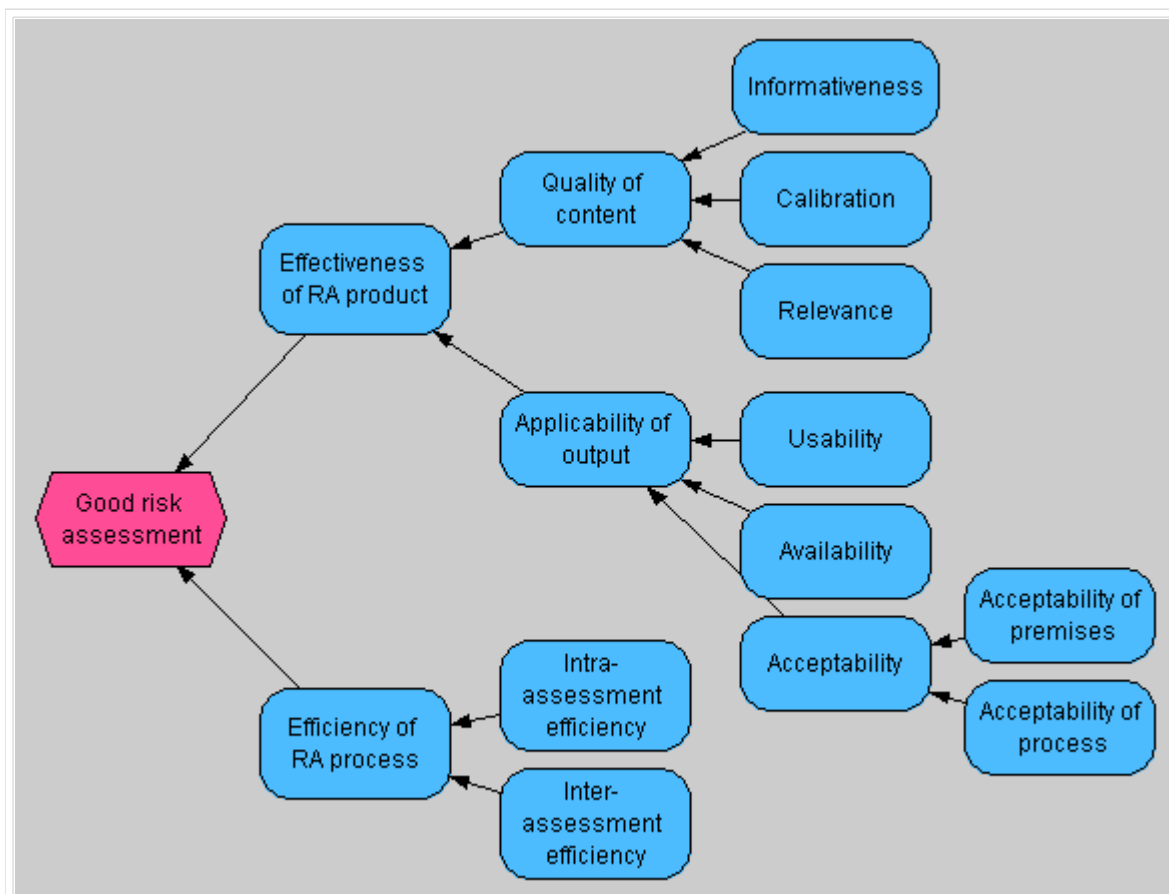 Informativeness
Quality of
content
Calibration
Effectiveness
of RA product
Relevance
Applicability of
output
Usability
Good risk
assessment
Availability
Acceptability of
premises
Intra-
assessment
efficiency
Acceptability
Efficiency of
RA process
Acceptability of
process
Inter-
assessment
efficiency